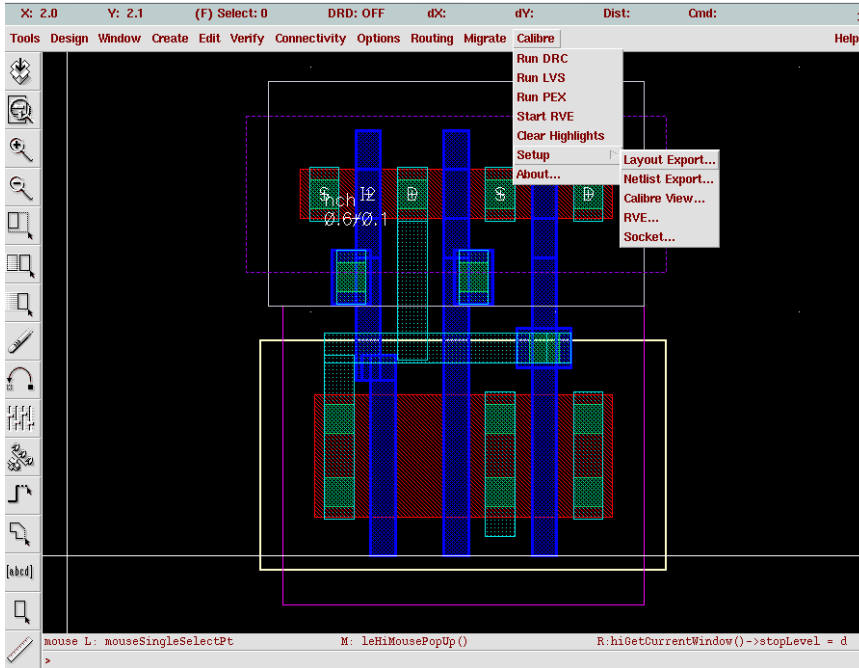 X: 2.0 Y: 2.1 (F) Select: 0 DRD: OFF dX: dY: Dist: Cmd:
Tools Design Window Create Edit Verify Connectivity Options Routing Migrate Calibre Help
Run DRC
Run LVS
Run PEX
Start RVE
Clear Highlights
Setup
About...
Layout Export...
Netlist Export...
Calibre View...
RVE...
Socket...
S D S D
nch
0.6/0.1
[abcd]
mouse L: mouseSingleSelectPt M: leHiMousePopUp() R:hiGetCurrentWindow()->stopLevel = d
>